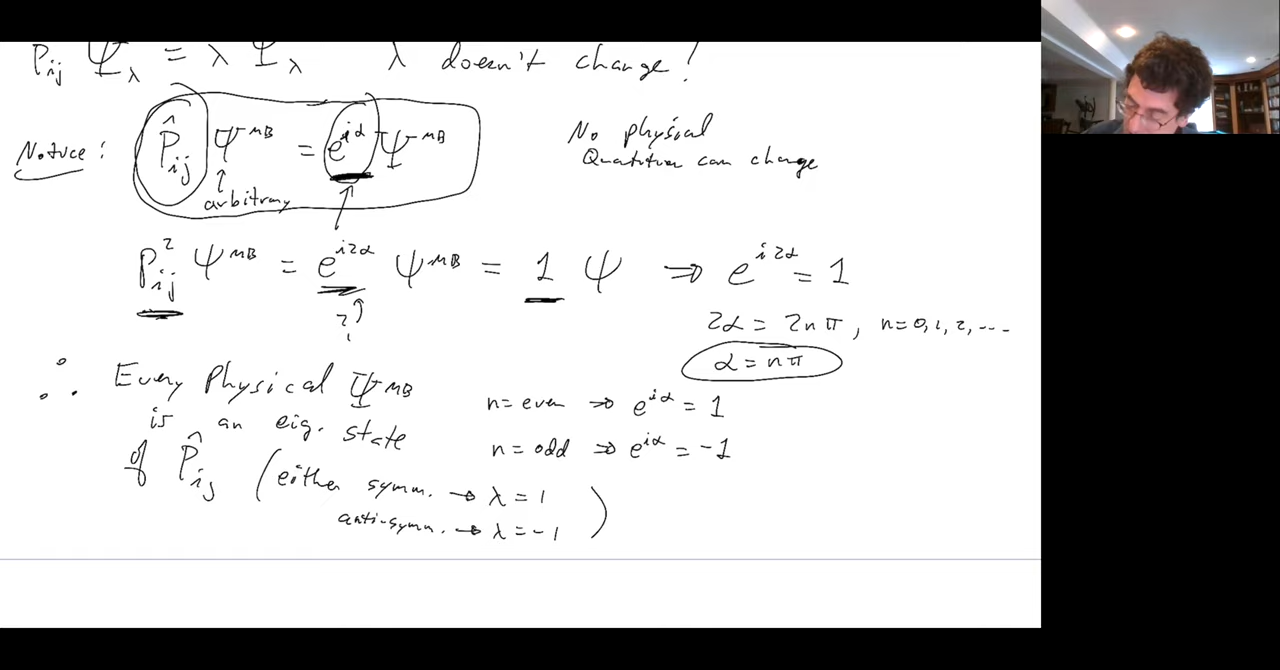 P_ij Ψ_λ = λ Ψ_λ λ doesn't change!
Notice: P̂_ij Ψ^MB = e^{iα} Ψ^MB
↑
arbitrary
No physical
Quantities can change
P_ij^2 Ψ^MB = e^{i2α} Ψ^MB = 1 Ψ ⇒ e^{i2α} = 1
?
2α = 2nπ, n=0,1,2,...
α = nπ
∴ Every Physical Ψ^MB
is an eig. state
of P̂_ij (either symm. → λ = 1
anti-symm. → λ = -1)
n=even ⇒ e^{iα} = 1
n=odd ⇒ e^{iα} = -1